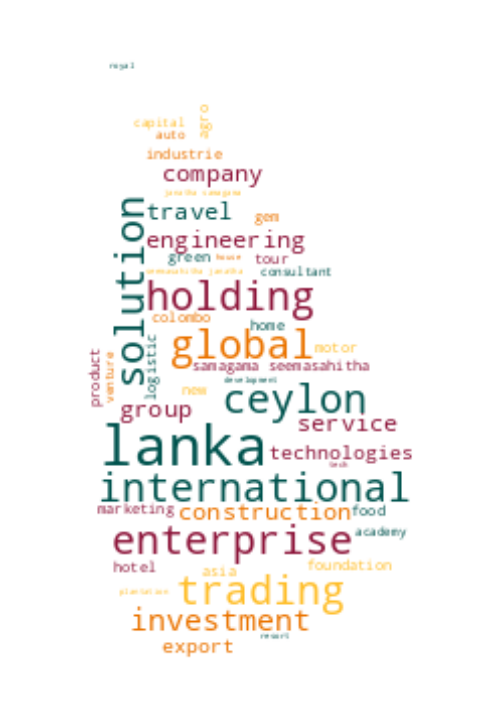 royal
agro
capital
auto
industrie
company
janatha samagama
solution
travel
gem
engineering
green
house
tour
seemasahitha janatha
consultant
holding
colombo
home
logistic
global
motor
product
venture
samagama seemasahitha
development
new
ceylon
group
service
lanka
technologies
tech
international
marketing
construction
food
enterprise
academy
hotel
asia
foundation
plantation
trading
investment
resort
export